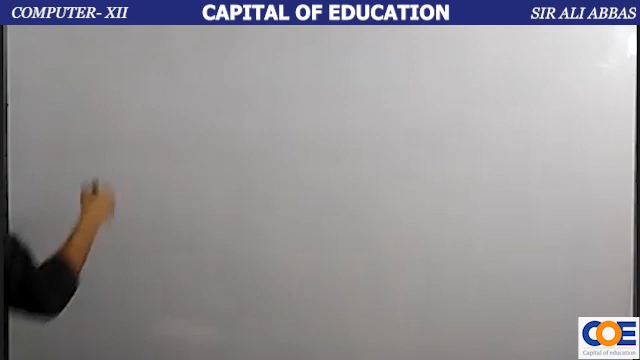 COMPUTER- XII
CAPITAL OF EDUCATION
SIR ALI ABBAS
COE
Capital of education